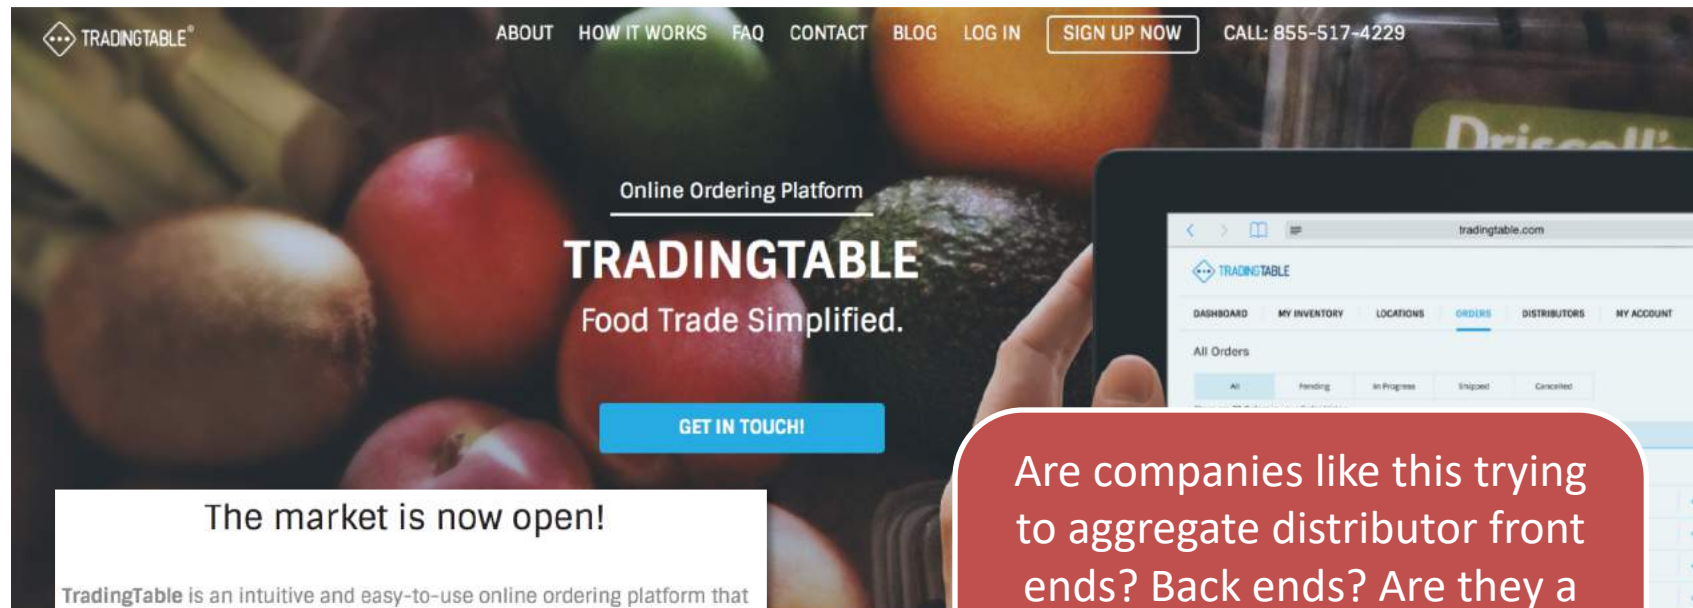 TRADINGTABLE®
ABOUT HOW IT WORKS FAQ CONTACT BLOG LOG IN SIGN UP NOW CALL: 855-517-4229
Driscoll's
Online Ordering Platform
TRADINGTABLE
Food Trade Simplified.
GET IN TOUCH!
tradingtable.com
TRADINGTABLE
DASHBOARD MY INVENTORY LOCATIONS ORDERS DISTRIBUTORS MY ACCOUNT
All Orders
All Pending In Progress Shipped Cancelled
The market is now open!
TradingTable is an intuitive and easy-to-use online ordering platform that
Are companies like this trying
to aggregate distributor front
ends? Back ends? Are they a